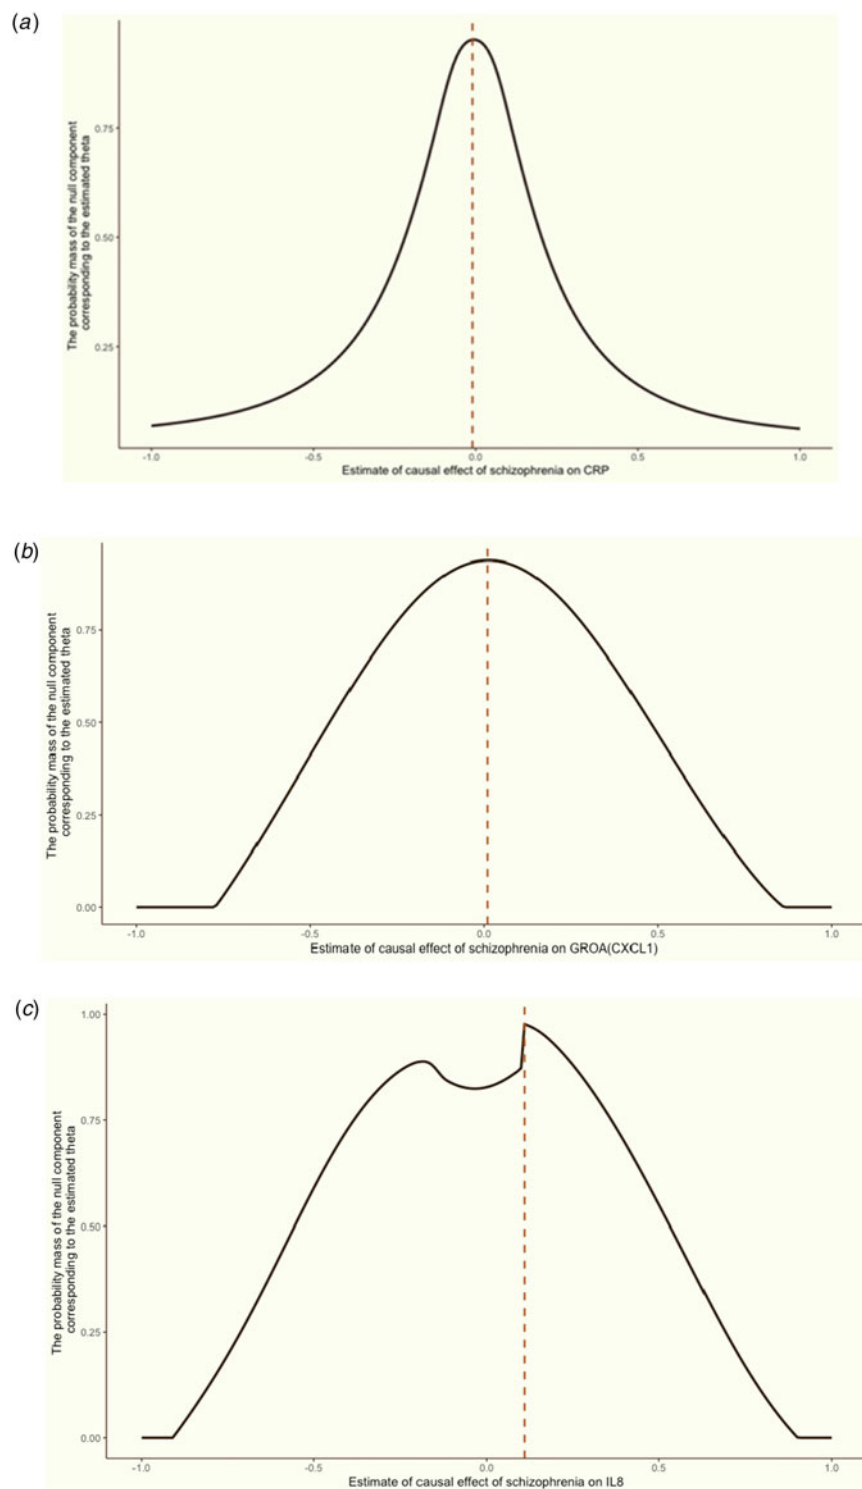 (a)
The probability mass of the null component
corresponding to the estimated theta
0.75
0.50
0.25
-1.0
-0.5
0.0
0.5
1.0
Estimate of causal effect of schizophrenia on CRP
(b)
The probability mass of the null component
corresponding to the estimated theta
0.75
0.50
0.25
0.00
-1.0
-0.5
0.0
0.5
1.0
Estimate of causal effect of schizophrenia on GROA(CXCL1)
(c)
The probability mass of the null component
corresponding to the estimated theta
1.00
0.75
0.50
0.25
0.00
-1.0
-0.5
0.0
0.5
1.0
Estimate of causal effect of schizophrenia on IL8